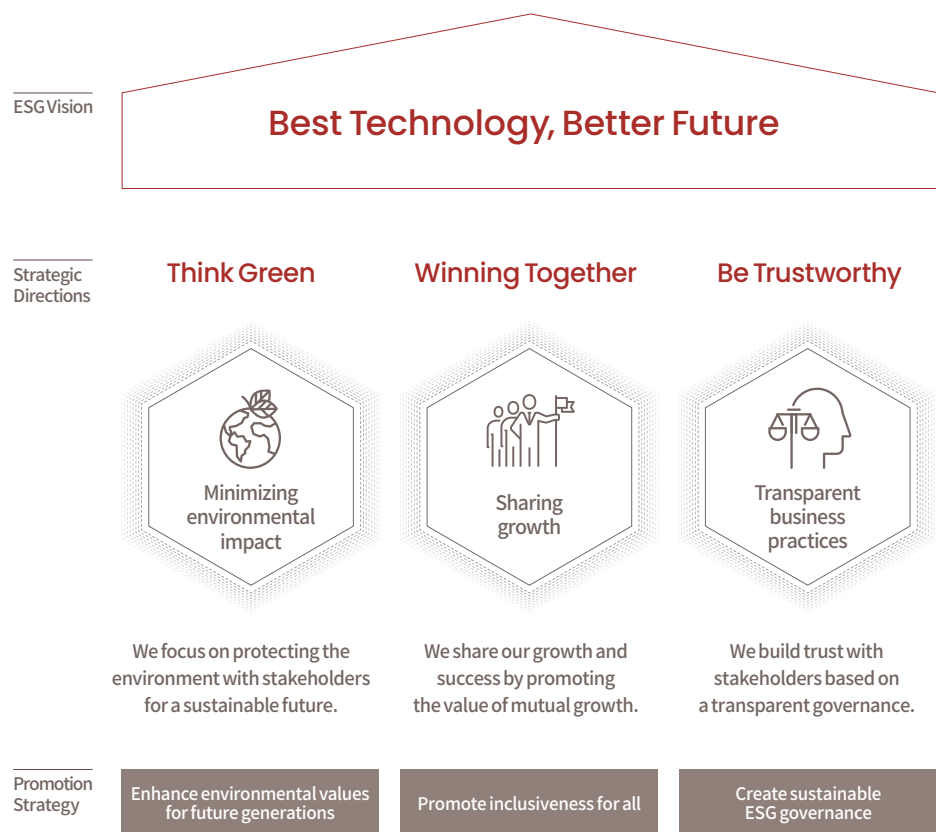 ESG Vision
Best Technology, Better Future
Strategic
Directions
Think Green
Winning Together
Be Trustworthy
Minimizing
environmental
impact
Sharing
growth
Transparent
business
practices
We focus on protecting the
environment with stakeholders
for a sustainable future.
We share our growth and
success by promoting
the value of mutual growth.
We build trust with
stakeholders based on
a transparent governance.
Promotion
Strategy
Enhance environmental values
for future generations
Promote inclusiveness for all
Create sustainable
ESG governance